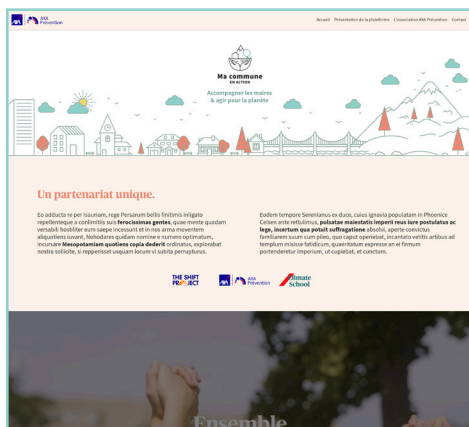 AXA
AXA
Prévention
Accueil Présentation de la plateforme L'association AXA Prévention Contact
Ma commune
EN ACTION
Accompagner les maires
& agir pour la planète
Un partenariat unique.
Eo adducta re per Isauriam, rege Persarum bellis finitimis inligato
repellenteque a conlimitiis suis ferocissimas gentes, quae mente quadam
versabili hostiliter eum saepe incessunt et in nos arma moventem
aliquotiens iuvant, Nohodares quidam nomine e numero optimatum,
incursare Mesopotamiam quotiens copia dederit ordinatus, explorabat
nostra sollicite, si repperisset usquam locum vi subita perrupturus.
Eodem tempore Serenianus ex duce, cuius ignavia populatam in Phoenice
Celsen ante rettulimus, pulsatae maiestatis imperii reus iure postulatus ac
lege, incertum qua potuit suffragatione absolvi, aperte convictus
familiarem suum cum pileo, quo caput operiebat, incantato vetitis artibus ad
templum misisse fatidicum, quaeritatum expresse an ei firmum
portenderetur imperium, ut cupiebat, et cunctum.
THE SHIFT
PROJECT
AXA
AXA
Prévention
Climate
School
Ensemble